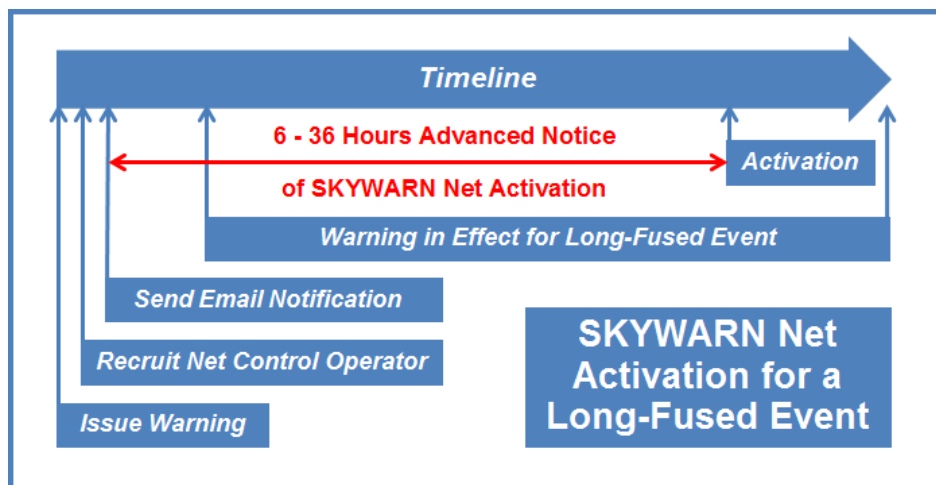 Timeline
6 - 36 Hours Advanced Notice
of SKYWARN Net Activation
Activation
Warning in Effect for Long-Fused Event
Send Email Notification
Recruit Net Control Operator
Issue Warning
SKYWARN Net
Activation for a
Long-Fused Event